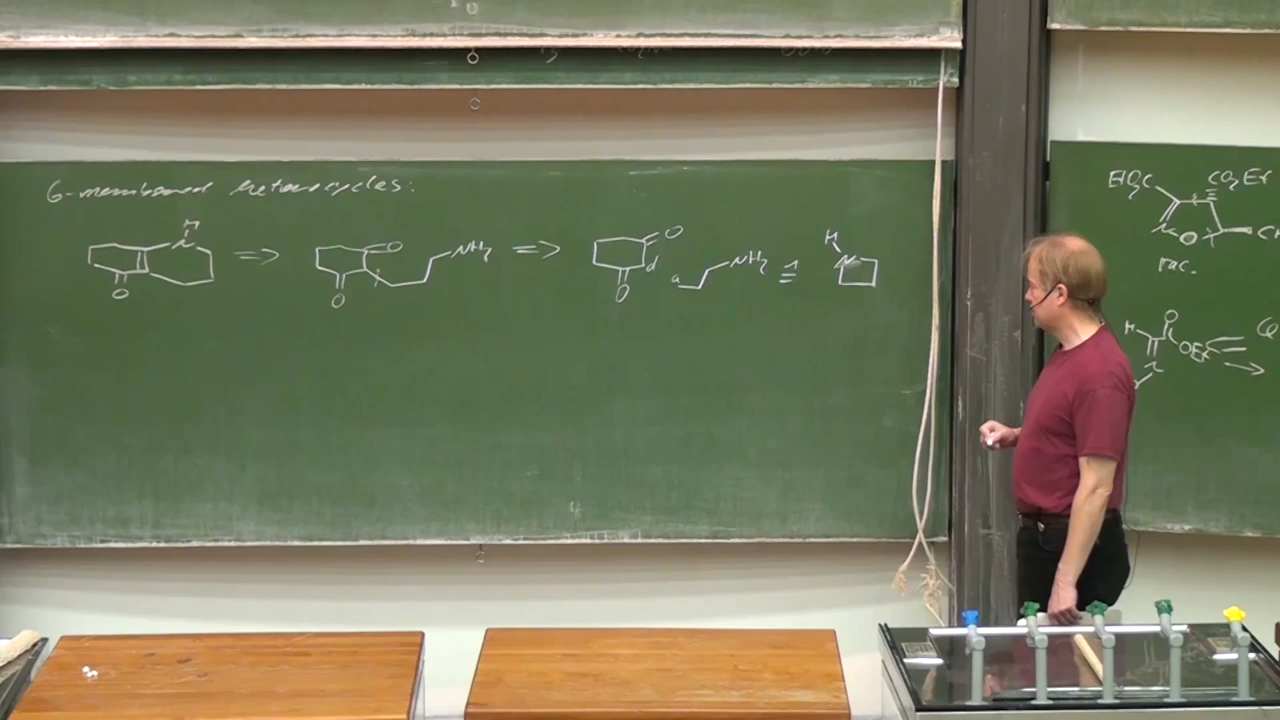 6-membered heterocycles:
H
N
O
⇒
O
O
NH2
⇒
O
O
d
a
NH2
≡
H
N
EtO2C
CO2Et
N
O
rac.
H
O
OEt